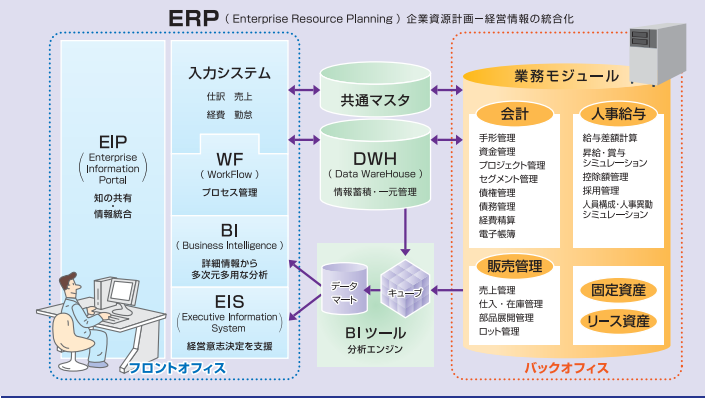 ERP ( Enterprise Resource Planning ) 企業資源計画－経営情報の統合化
EIP
( Enterprise
Information
Portal )
知の共有
・
情報統合
入力システム
仕訳 売上
経費 勤怠
WF
( WorkFlow )
プロセス管理
BI
( Business Intelligence )
詳細情報から
多次元多用な分析
EIS
( Executive Information
System )
経営意志決定を支援
フロントオフィス
共通マスタ
DWH
( Data WareHouse )
情報蓄積・一元管理
データ
マート
キューブ
BIツール
分析エンジン
業務モジュール
会計
手形管理
資金管理
プロジェクト管理
セグメント管理
債権管理
債務管理
経費精算
電子帳簿
人事給与
給与差額計算
昇給・賞与
シミュレーション
控除額管理
採用管理
人員構成・人事異動
シミュレーション
販売管理
売上管理
仕入・在庫管理
部品展開管理
ロット管理
固定資産
リース資産
バックオフィス